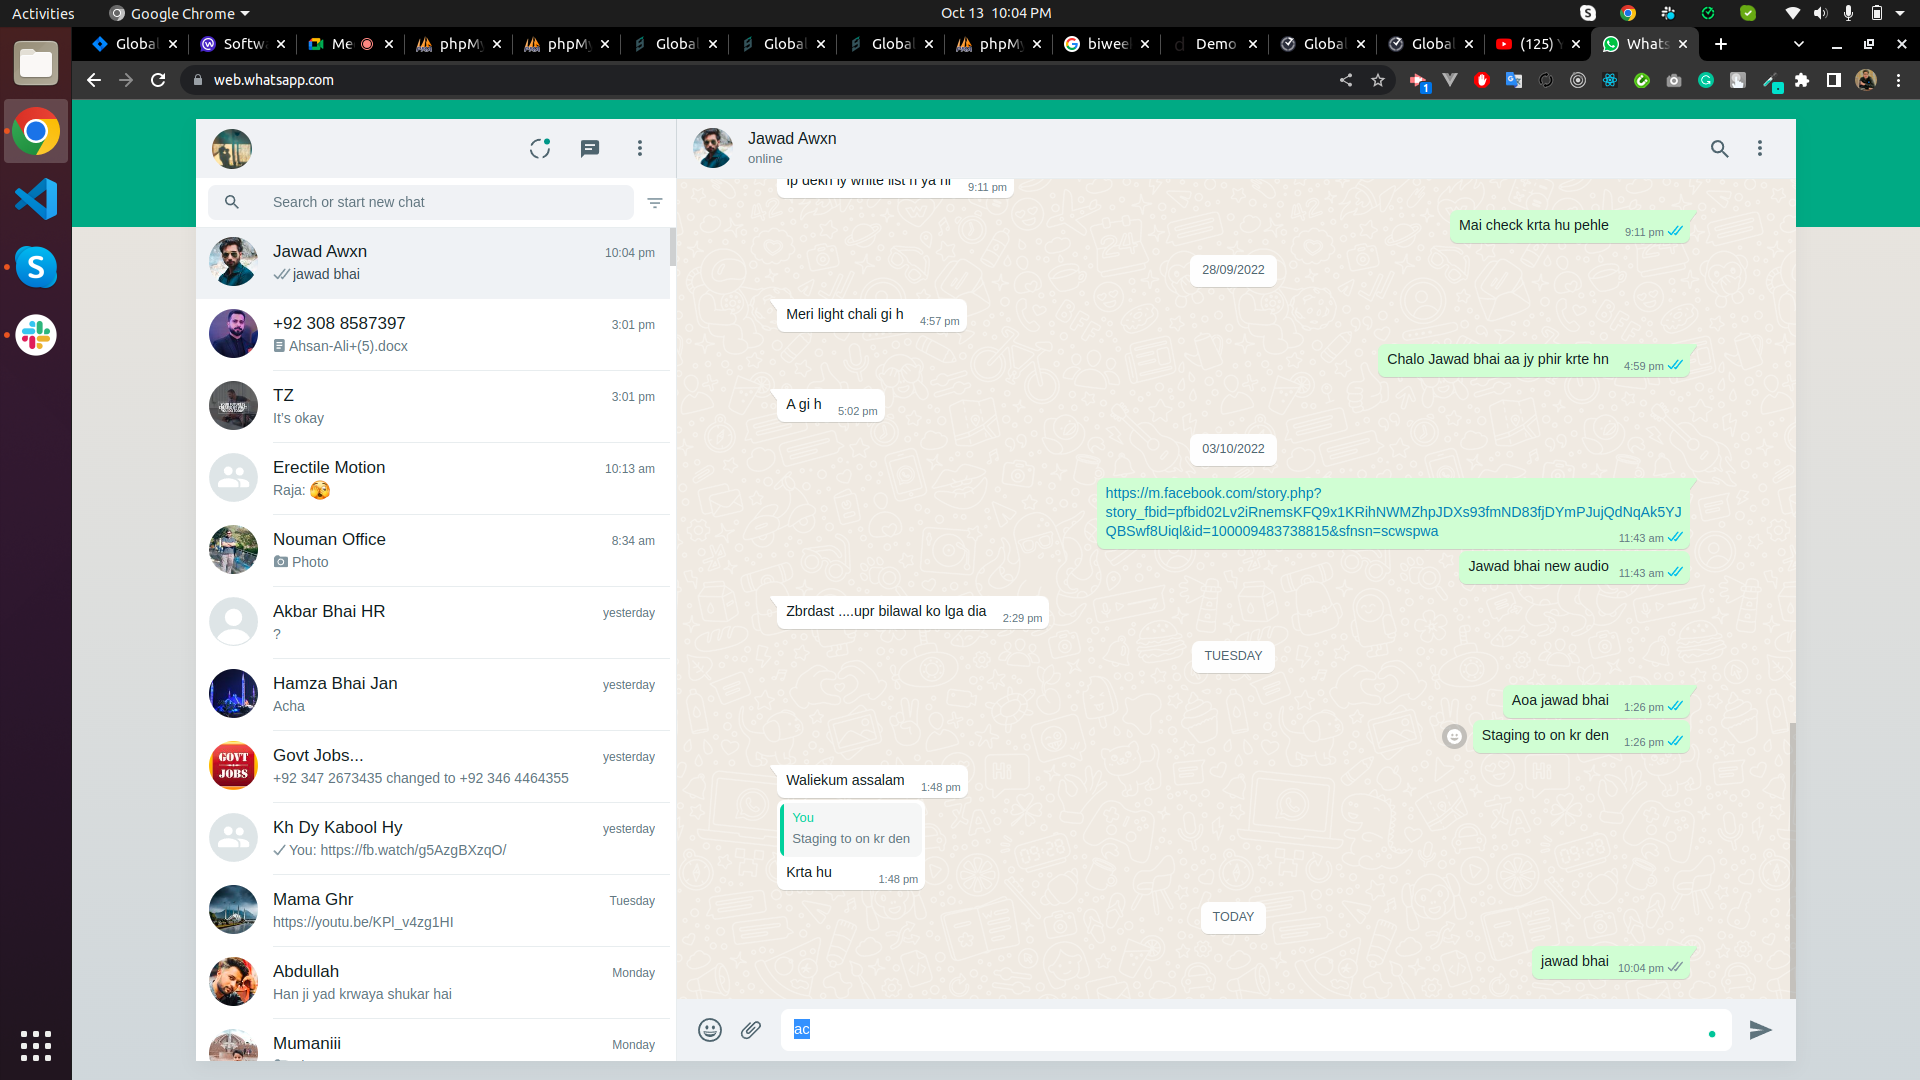 Activities
Google Chrome
Oct 13 10:04 PM
Global
Softw
Me
phpMy
phpMy
Global
Global
Global
phpMy
biweek
Demo
Global
Global
(125) Y
Whats
web.whatsapp.com
1
Jawad Awxn
online
Search or start new chat
Jawad Awxn
10:04 pm
jawad bhai
+92 308 8587397
3:01 pm
Ahsan-Ali+(5).docx
TZ
3:01 pm
It's okay
Erectile Motion
10:13 am
Raja: 🫣
Nouman Office
8:34 am
Photo
Akbar Bhai HR
yesterday
?
Hamza Bhai Jan
yesterday
Acha
GOVT
JOBS
Govt Jobs...
yesterday
+92 347 2673435 changed to +92 346 4464355
Kh Dy Kabool Hy
yesterday
You: https://fb.watch/g5AzgBXzqO/
Mama Ghr
Tuesday
https://youtu.be/KPl_v4zg1HI
Abdullah
Monday
Han ji yad krwaya shukar hai
Mumaniii
Monday
9:11 pm
Mai check krta hu pehle
9:11 pm
28/09/2022
Meri light chali gi h
4:57 pm
Chalo Jawad bhai aa jy phir krte hn
4:59 pm
A gi h
5:02 pm
03/10/2022
https://m.facebook.com/story.php?
story_fbid=pfbid02Lv2iRnemsKFQ9x1KRihNWMZhpJDXs93fmND83fjDYmPJujQdNqAk5YJ
QBSwf8Uiql&id=100009483738815&sfnsn=scwspwa
11:43 am
Jawad bhai new audio
11:43 am
Zbrdast ....upr bilawal ko lga dia
2:29 pm
TUESDAY
Aoa jawad bhai
1:26 pm
Staging to on kr den
1:26 pm
Waliekum assalam
1:48 pm
You
Staging to on kr den
Krta hu
1:48 pm
TODAY
jawad bhai
10:04 pm
ac